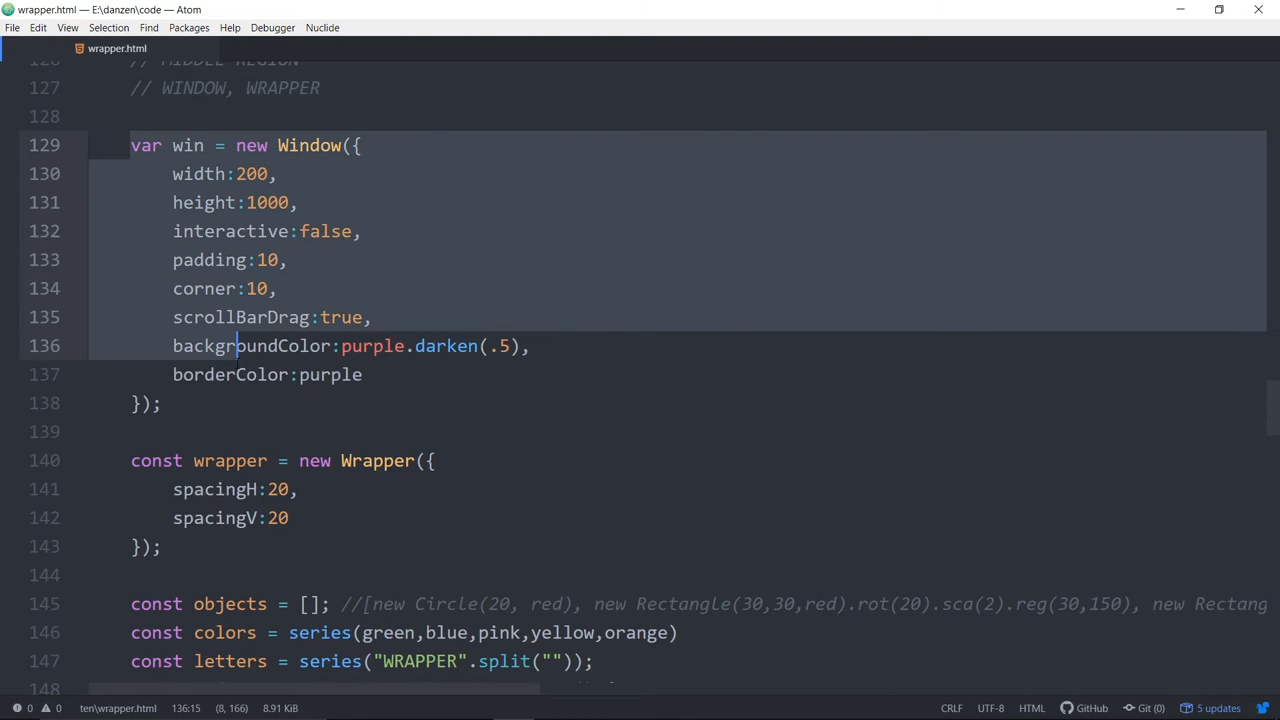 wrapper.html — E:\danzen\code — Atom
File Edit View Selection Find Packages Help Debugger Nuclide
wrapper.html
126 // MIDDLE REGION
127 // WINDOW, WRAPPER
128
129 var win = new Window({
130 width:200,
131 height:1000,
132 interactive:false,
133 padding:10,
134 corner:10,
135 scrollBarDrag:true,
136 backgroundColor:purple.darken(.5),
137 borderColor:purple
138 });
139
140 const wrapper = new Wrapper({
141 spacingH:20,
142 spacingV:20
143 });
144
145 const objects = []; //[new Circle(20, red), new Rectangle(30,30,red).rot(20).sca(2).reg(30,150), new Rectang
146 const colors = series(green,blue,pink,yellow,orange)
147 const letters = series("WRAPPER".split(""));
148
0 0 ten\wrapper.html 136:15 (8, 166) 8.91 KiB CRLF UTF-8 HTML GitHub Git (0) 5 updates